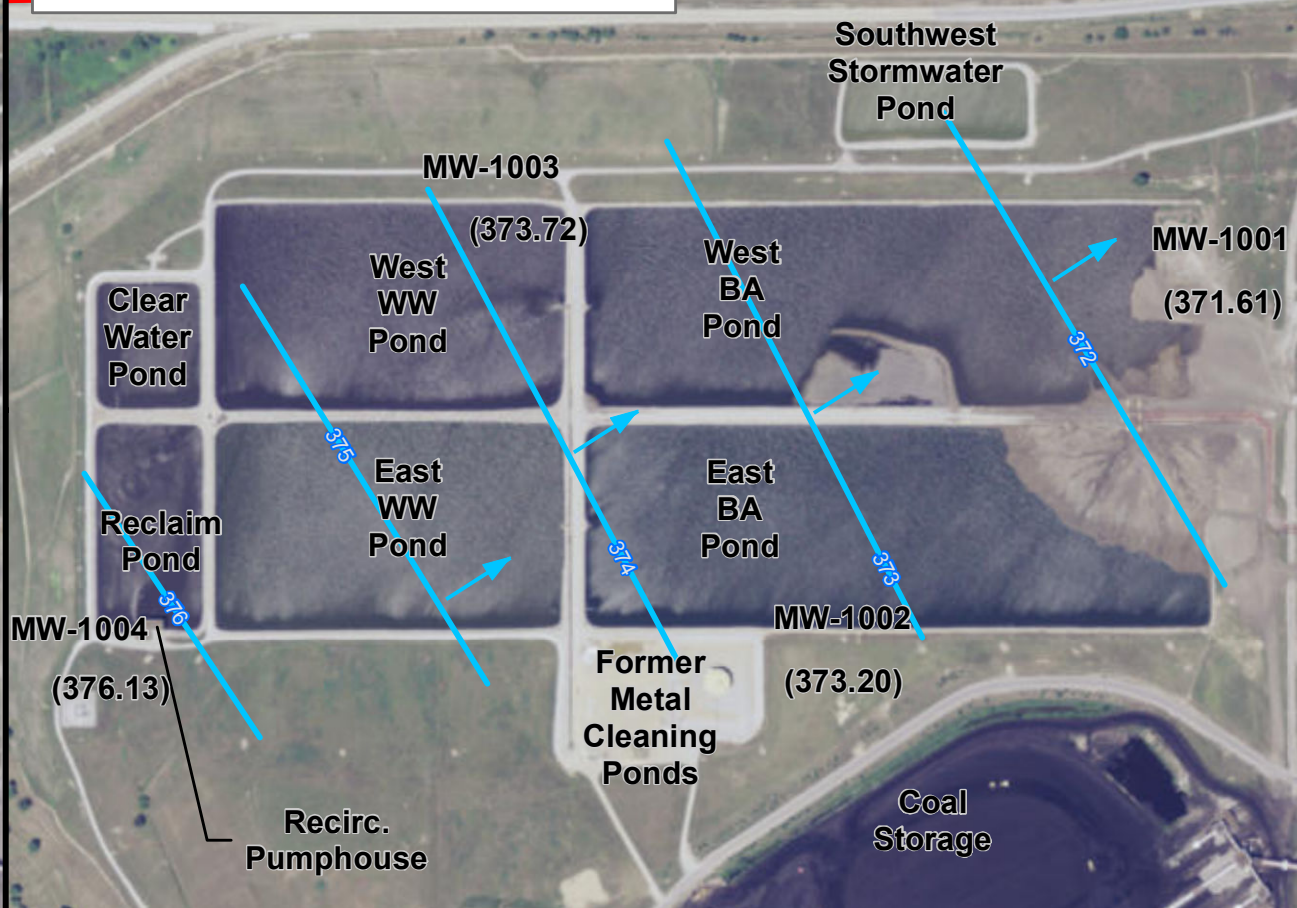 Southwest
Stormwater
Pond
MW-1003
(373.72)
MW-1001
(371.61)
West
WW
Pond
West
BA
Pond
Clear
Water
Pond
372
375
East
WW
Pond
East
BA
Pond
Reclaim
Pond
374
373
376
MW-1004
(376.13)
MW-1002
(373.20)
Former
Metal
Cleaning
Ponds
Recirc.
Pumphouse
Coal
Storage